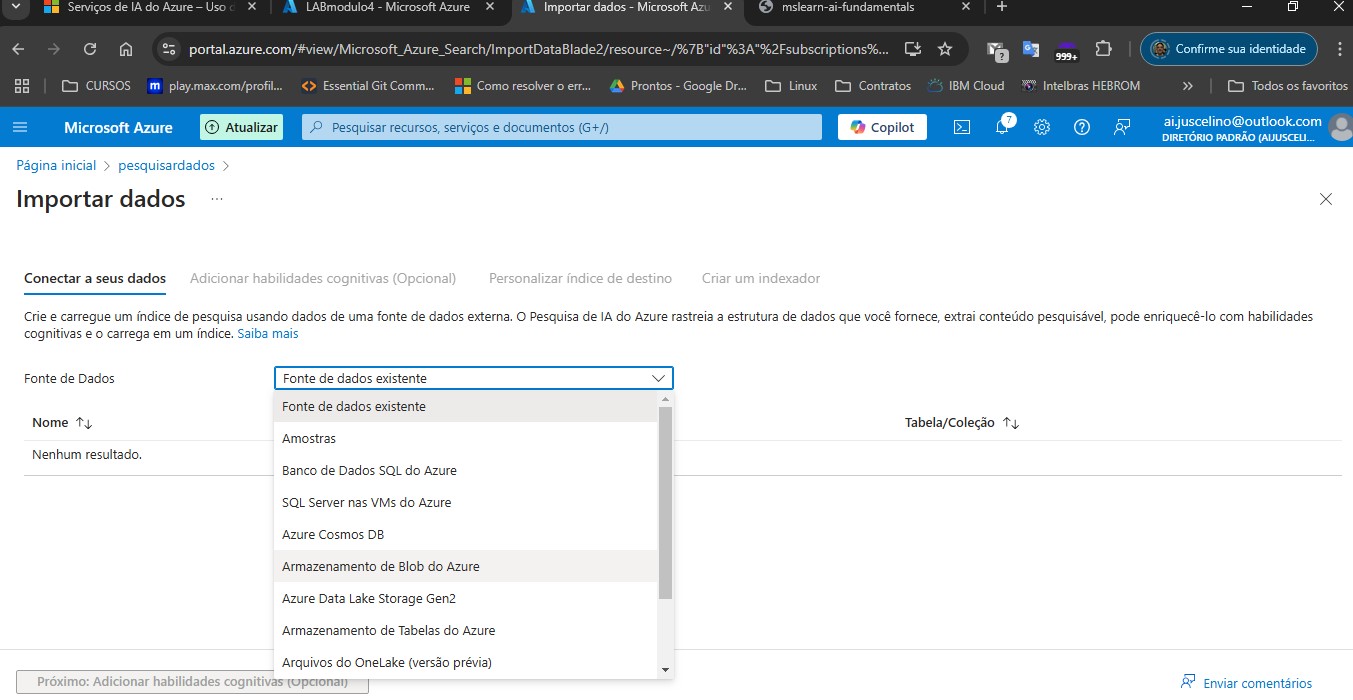 Serviços de IA do Azure – Uso d
LABmodulo4 - Microsoft Azure
Importar dados - Microsoft Azu
mslearn-ai-fundamentals
portal.azure.com/#view/Microsoft_Azure_Search/ImportDataBlade2/resource~/%7B"id"%3A"%2Fsubscriptions%...
?
999+
Confirme sua identidade
CURSOS
m play.max.com/profil...
Essential Git Comm...
Como resolver o err...
Prontos - Google Dr...
Linux
Contratos
IBM Cloud
Intelbras HEBROM
»
Todos os favoritos
Microsoft Azure
Atualizar
Pesquisar recursos, serviços e documentos (G+/)
Copilot
7
ai.juscelino@outlook.com
DIRETÓRIO PADRÃO (AIJUSCELI...
Página inicial > pesquisardados >
Importar dados ...
Conectar a seus dados
Adicionar habilidades cognitivas (Opcional)
Personalizar índice de destino
Criar um indexador
Crie e carregue um índice de pesquisa usando dados de uma fonte de dados externa. O Pesquisa de IA do Azure rastreia a estrutura de dados que você fornece, extrai conteúdo pesquisável, pode enriquecê-lo com habilidades
cognitivas e o carrega em um índice. Saiba mais
Fonte de Dados
Fonte de dados existente
Nome ↑↓
Tabela/Coleção ↑↓
Nenhum resultado.
Fonte de dados existente
Amostras
Banco de Dados SQL do Azure
SQL Server nas VMs do Azure
Azure Cosmos DB
Armazenamento de Blob do Azure
Azure Data Lake Storage Gen2
Armazenamento de Tabelas do Azure
Arquivos do OneLake (versão prévia)
Próximo: Adicionar habilidades cognitivas (Opcional)
Enviar comentários